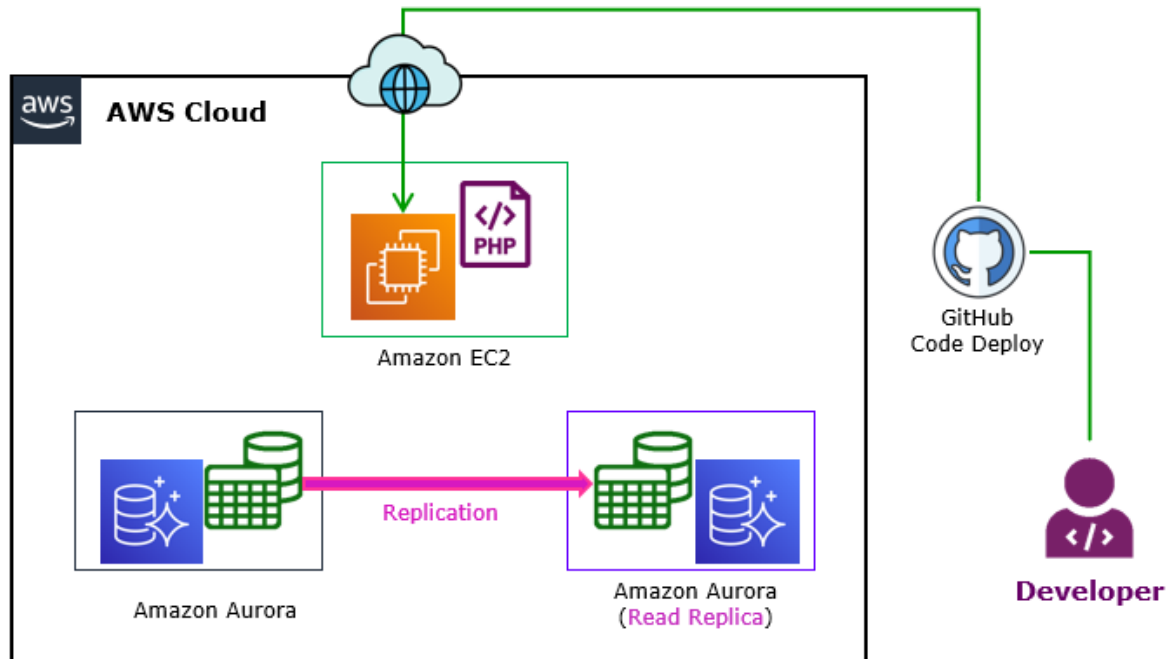 aws
AWS Cloud
</>
PHP
Amazon EC2
GitHub
Code Deploy
Replication
Amazon Aurora
Amazon Aurora
(Read Replica)
</>
Developer